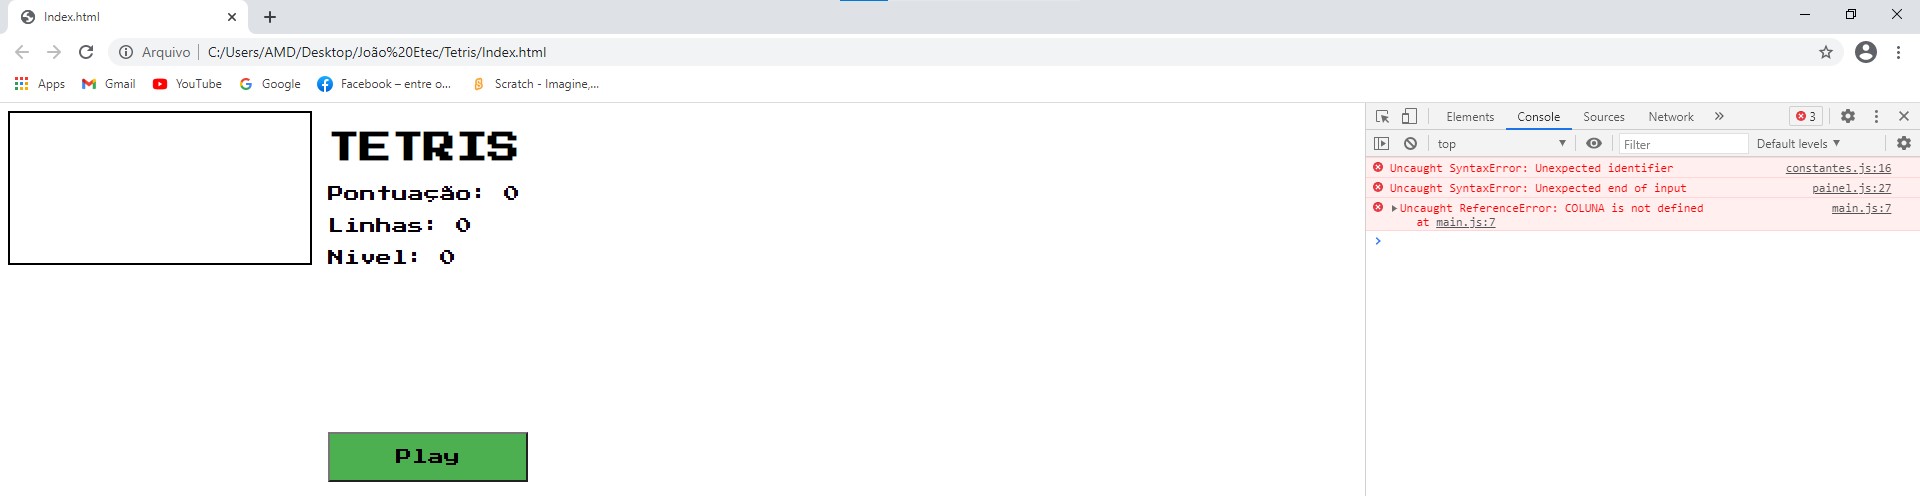 Index.html
Arquivo | C:/Users/AMD/Desktop/João%20Etec/Tetris/Index.html
Apps Gmail YouTube Google Facebook – entre o... Scratch - Imagine,...
TETRIS
Pontuação: 0
Linhas: 0
Nivel: 0
Play
Elements Console Sources Network » 3
top Filter Default levels
Uncaught SyntaxError: Unexpected identifier constantes.js:16
Uncaught SyntaxError: Unexpected end of input painel.js:27
Uncaught ReferenceError: COLUNA is not defined main.js:7
at main.js:7